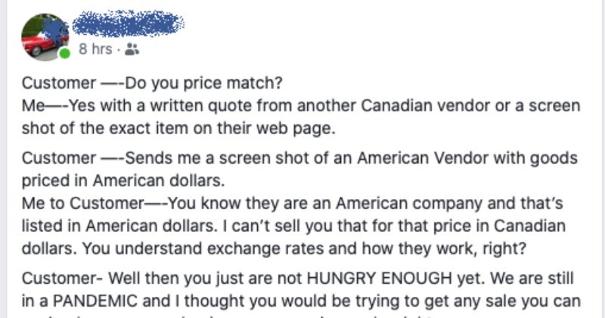 8 hrs ·
Customer —-Do you price match?
Me—-Yes with a written quote from another Canadian vendor or a screen
shot of the exact item on their web page.
Customer —-Sends me a screen shot of an American Vendor with goods
priced in American dollars.
Me to Customer—-You know they are an American company and that’s
listed in American dollars. I can’t sell you that for that price in Canadian
dollars. You understand exchange rates and how they work, right?
Customer- Well then you just are not HUNGRY ENOUGH yet. We are still
in a PANDEMIC and I thought you would be trying to get any sale you can